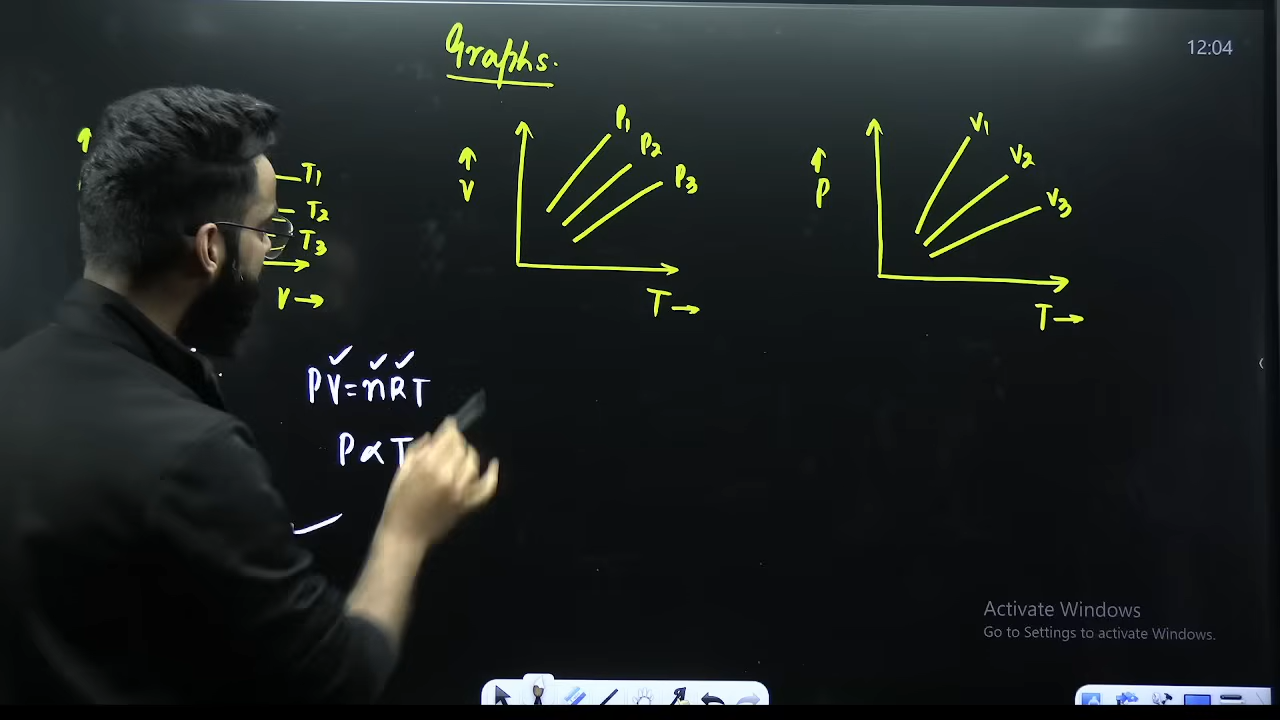 Graphs.
12:04
T1
T2
T3
V →
↑ V
P1
P2
P3
T →
↑ P
V1
V2
V3
T →
PV = nRT
P ∝ T
Activate Windows
Go to Settings to activate Windows.